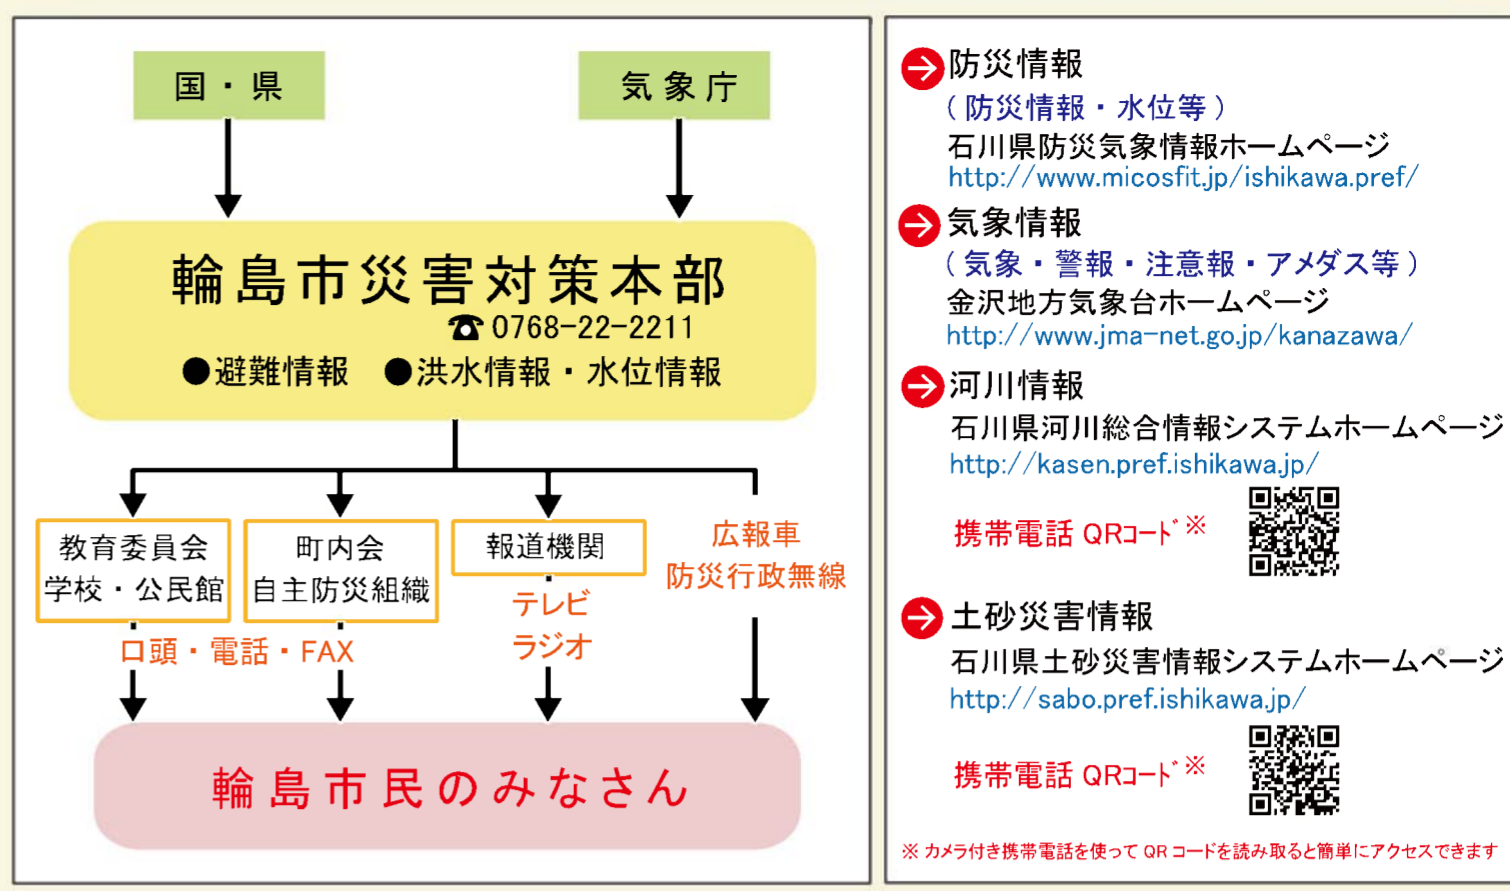 国・県
気象庁
輪島市災害対策本部
☎0768-22-2211
●避難情報 ●洪水情報・水位情報
教育委員会
学校・公民館
町内会
自主防災組織
報道機関
広報車
防災行政無線
テレビ
ラジオ
口頭・電話・FAX
輪島市民のみなさん
防災情報
(防災情報・水位等)
石川県防災気象情報ホームページ
http://www.micosfit.jp/ishikawa.pref/
気象情報
(気象・警報・注意報・アメダス等)
金沢地方気象台ホームページ
http://www.jma-net.go.jp/kanazawa/
河川情報
石川県河川総合情報システムホームページ
http://kasen.pref.ishikawa.jp/
携帯電話 QRコード※
土砂災害情報
石川県土砂災害情報システムホームページ
http://sabo.pref.ishikawa.jp/
携帯電話 QRコード※
※ カメラ付き携帯電話を使って QR コードを読み取ると簡単にアクセスできます